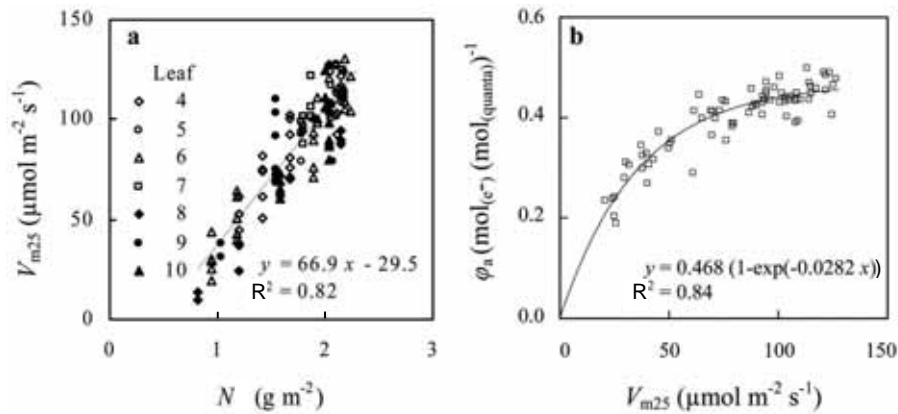 a
150
100
50
0
0
1
2
3
Vm25 (μmol m-2 s-1)
N (g m-2)
Leaf
4
5
6
7
8
9
10
y = 66.9 x - 29.5
R2 = 0.82
b
0.6
0.4
0.2
0.0
0
50
100
150
φa (mol(e-) (mol(quanta))-1
Vm25 (μmol m-2 s-1)
y = 0.468 (1-exp(-0.0282 x))
R2 = 0.84